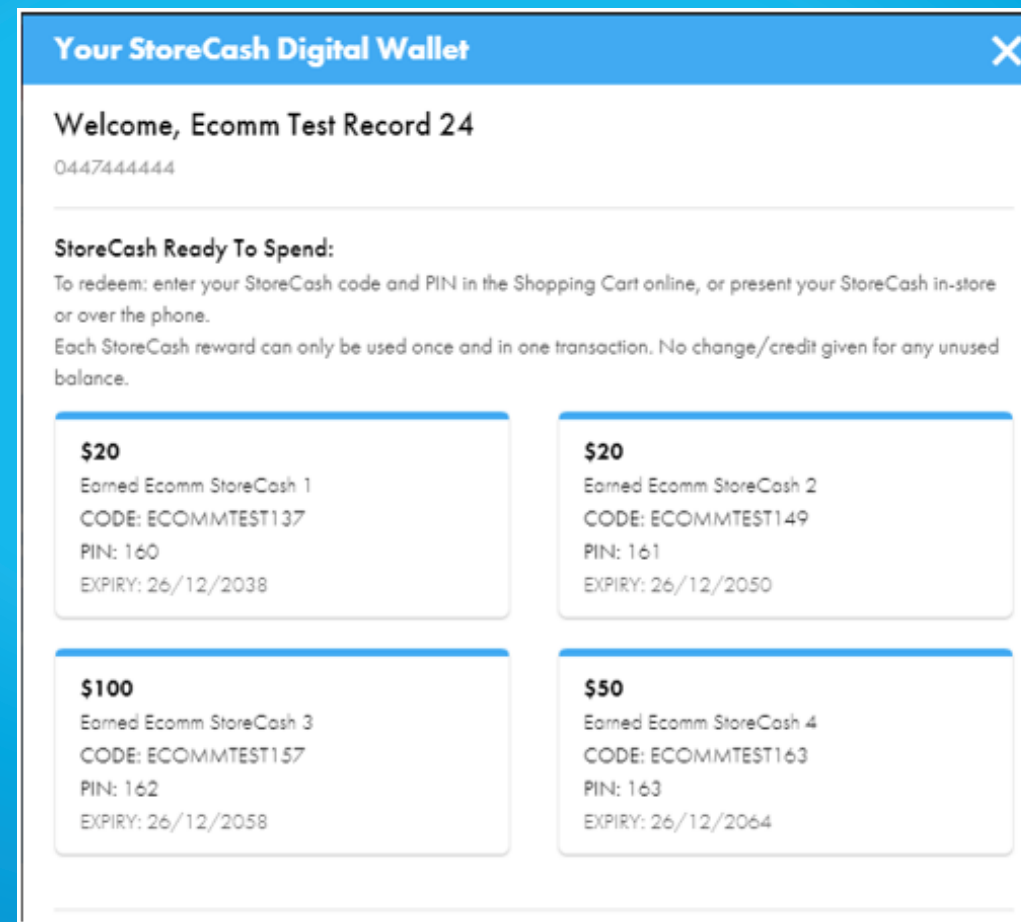 Your StoreCash Digital Wallet
Welcome, Ecomm Test Record 24
0447444444
StoreCash Ready To Spend:
To redeem: enter your StoreCash code and PIN in the Shopping Cart online, or present your StoreCash in-store
or over the phone.
Each StoreCash reward can only be used once and in one transaction. No change/credit given for any unused
balance.
$20
Earned Ecomm StoreCash 1
CODE: ECOMMTEST137
PIN: 160
EXPIRY: 26/12/2038
$20
Earned Ecomm StoreCash 2
CODE: ECOMMTEST149
PIN: 161
EXPIRY: 26/12/2050
$100
Earned Ecomm StoreCash 3
CODE: ECOMMTEST157
PIN: 162
EXPIRY: 26/12/2058
$50
Earned Ecomm StoreCash 4
CODE: ECOMMTEST163
PIN: 163
EXPIRY: 26/12/2064